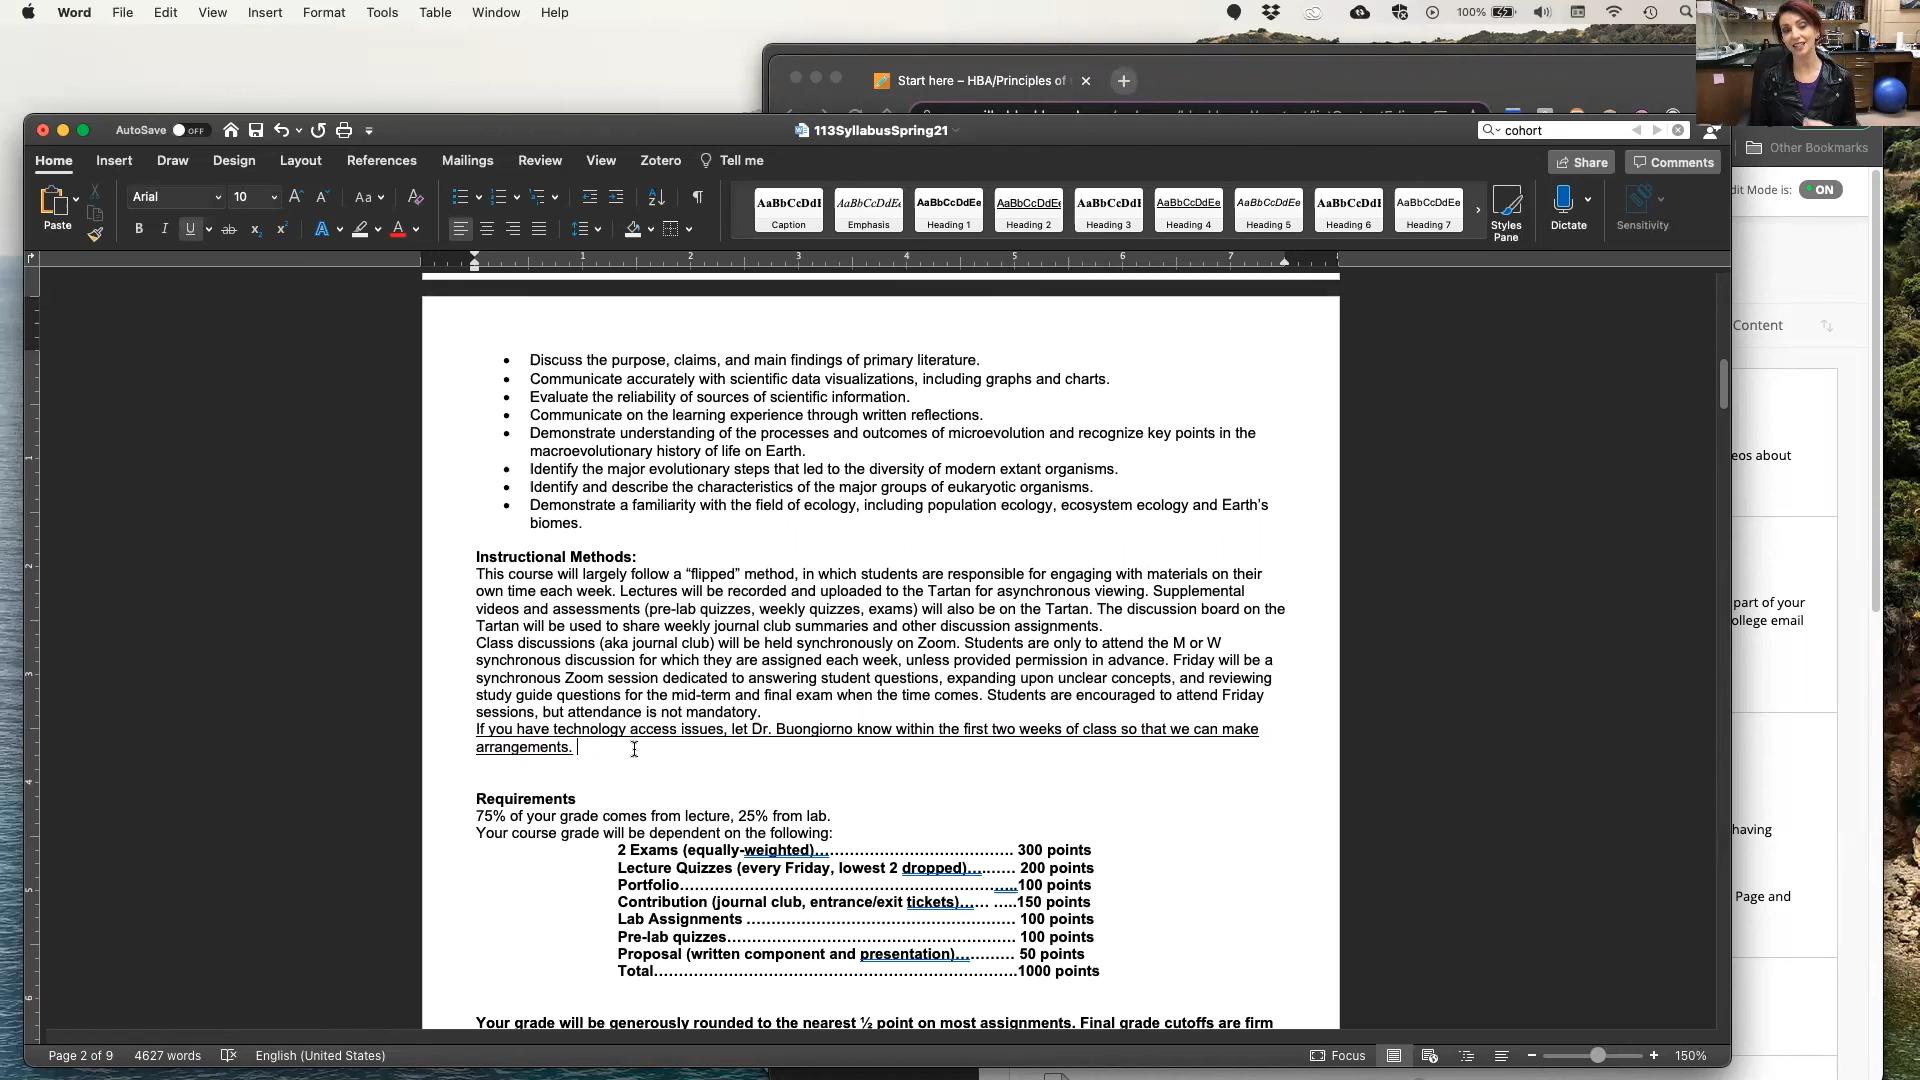 Word File Edit View Insert Format Tools Table Window Help 100%
Start here – HBA/Principles of
AutoSave OFF 113SyllabusSpring21 cohort
Other Bookmarks
Home Insert Draw Design Layout References Mailings Review View Zotero Tell me Share Comments
dit Mode is: ON
Paste Arial 10 Aa
AaBbCcDdI AaBbCcDdEe AaBbCcDdEe AaBbCcDdEe AaBbCcDdI AaBbCcDdEe AaBbCcDdEe AaBbCcDdI AaBbCcDdEe
Caption Emphasis Heading 1 Heading 2 Heading 3 Heading 4 Heading 5 Heading 6 Heading 7
Styles Pane Dictate Sensitivity
1 2 3 4 5 6 7
• Discuss the purpose, claims, and main findings of primary literature.
• Communicate accurately with scientific data visualizations, including graphs and charts.
• Evaluate the reliability of sources of scientific information.
• Communicate on the learning experience through written reflections.
• Demonstrate understanding of the processes and outcomes of microevolution and recognize key points in the
macroevolutionary history of life on Earth.
• Identify the major evolutionary steps that led to the diversity of modern extant organisms.
• Identify and describe the characteristics of the major groups of eukaryotic organisms.
• Demonstrate a familiarity with the field of ecology, including population ecology, ecosystem ecology and Earth’s
biomes.
Instructional Methods:
This course will largely follow a “flipped” method, in which students are responsible for engaging with materials on their
own time each week. Lectures will be recorded and uploaded to the Tartan for asynchronous viewing. Supplemental
videos and assessments (pre-lab quizzes, weekly quizzes, exams) will also be on the Tartan. The discussion board on the
Tartan will be used to share weekly journal club summaries and other discussion assignments.
Class discussions (aka journal club) will be held synchronously on Zoom. Students are only to attend the M or W
synchronous discussion for which they are assigned each week, unless provided permission in advance. Friday will be a
synchronous Zoom session dedicated to answering student questions, expanding upon unclear concepts, and reviewing
study guide questions for the mid-term and final exam when the time comes. Students are encouraged to attend Friday
sessions, but attendance is not mandatory.
If you have technology access issues, let Dr. Buongiorno know within the first two weeks of class so that we can make
arrangements.
Requirements
75% of your grade comes from lecture, 25% from lab.
Your course grade will be dependent on the following:
2 Exams (equally-weighted)…………………………………… 300 points
Lecture Quizzes (every Friday, lowest 2 dropped)….……. 200 points
Portfolio………………………………………………………..…..100 points
Contribution (journal club, entrance/exit tickets)…… …..150 points
Lab Assignments …………………………………………… 100 points
Pre-lab quizzes……………………………………………… 100 points
Proposal (written component and presentation)…………. 50 points
Total………………………………………………………………1000 points
Your grade will be generously rounded to the nearest ½ point on most assignments. Final grade cutoffs are firm
Content
eos about
part of your
ollege email
having
Page and
Page 2 of 9 4627 words English (United States) Focus 150%